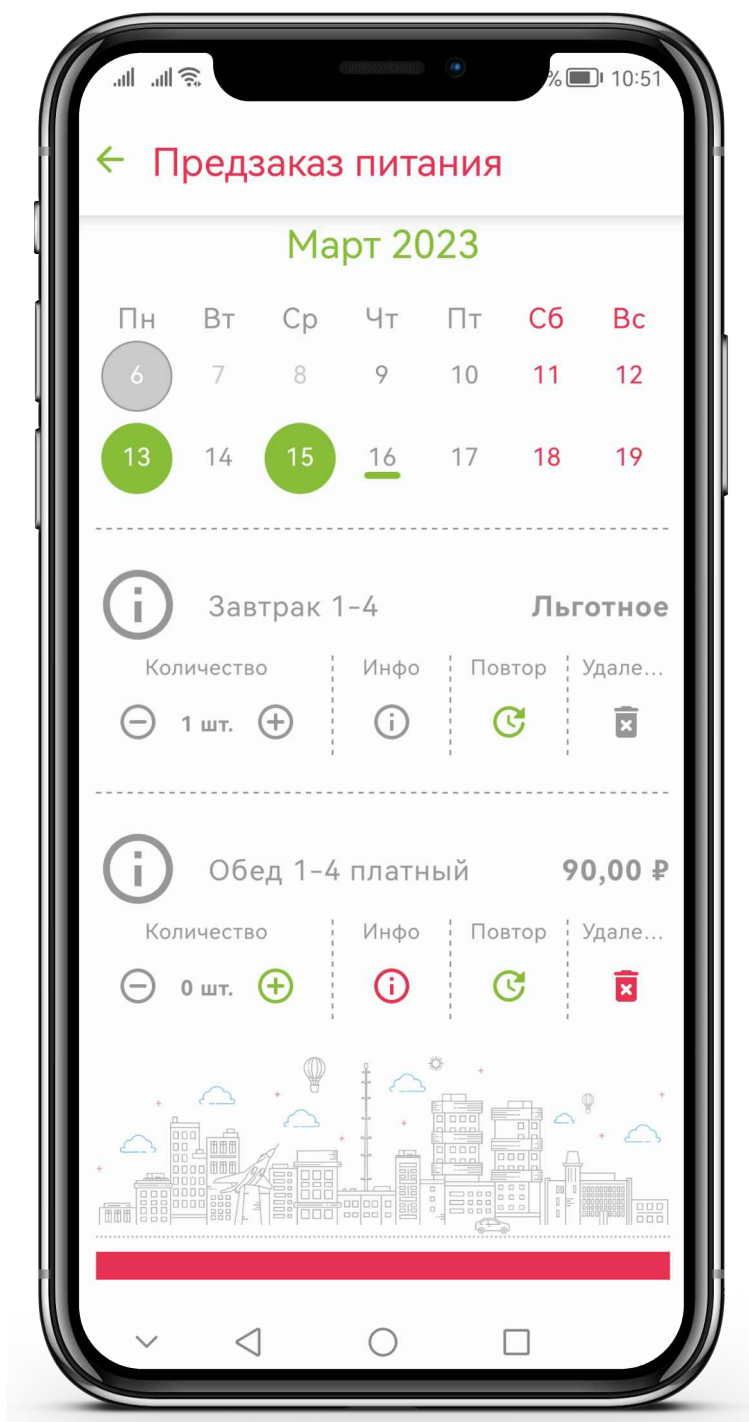 % 10:51
Предзаказ питания
Март 2023
Пн Вт Ср Чт Пт Сб Вс
6 7 8 9 10 11 12
13 14 15 16 17 18 19
Завтрак 1-4 Льготное
Количество Инфо Повтор Удале...
1 шт.
Обед 1-4 платный 90,00 ₽
Количество Инфо Повтор Удале...
0 шт.